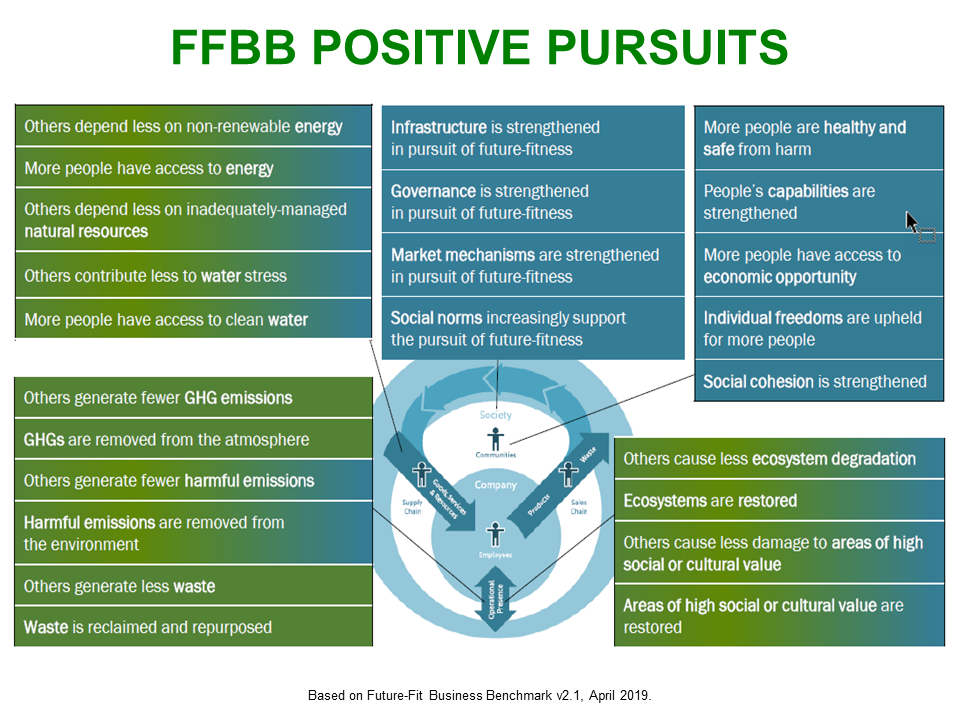 FFBB POSITIVE PURSUITS
Others depend less on non-renewable energy
More people have access to energy
Others depend less on inadequately-managed
natural resources
Others contribute less to water stress
More people have access to clean water
Infrastructure is strengthened
in pursuit of future-fitness
Governance is strengthened
in pursuit of future-fitness
Market mechanisms are strengthened
in pursuit of future-fitness
Social norms increasingly support
the pursuit of future-fitness
More people are healthy and
safe from harm
People's capabilities are
strengthened
More people have access to
economic opportunity
Individual freedoms are upheld
for more people
Social cohesion is strengthened
Others generate fewer GHG emissions
GHGs are removed from the atmosphere
Others generate fewer harmful emissions
Harmful emissions are removed from
the environment
Others generate less waste
Waste is reclaimed and repurposed
Society
Communities
Company
Goods, Services
& Resources
Supply
Chain
Products
Waste
Sales
Chain
Employees
Operational
Presence
Others cause less ecosystem degradation
Ecosystems are restored
Others cause less damage to areas of high
social or cultural value
Areas of high social or cultural value are
restored
Based on Future-Fit Business Benchmark v2.1, April 2019.